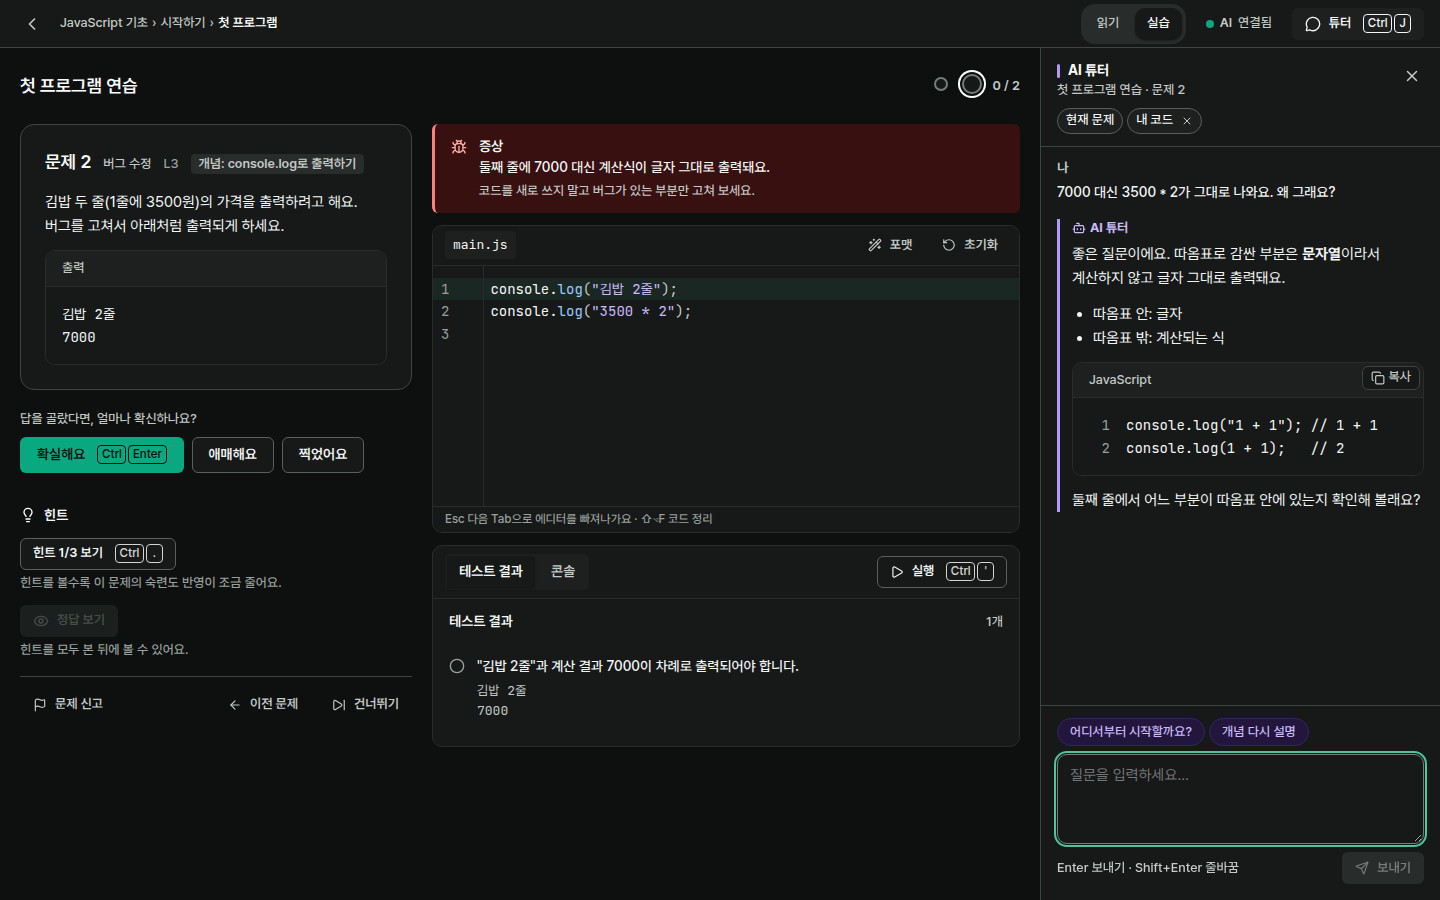 JavaScript 기초 › 시작하기 › 첫 프로그램
읽기 실습
AI 연결됨
튜터 Ctrl J
첫 프로그램 연습
0 / 2
문제 2 버그 수정 L3 개념: console.log로 출력하기
김밥 두 줄(1줄에 3500원)의 가격을 출력하려고 해요.
버그를 고쳐서 아래처럼 출력되게 하세요.
출력
김밥 2줄
7000
답을 골랐다면, 얼마나 확신하나요?
확실해요 Ctrl Enter 애매해요 찍었어요
힌트
힌트 1/3 보기 Ctrl .
힌트를 볼수록 이 문제의 숙련도 반영이 조금 줄어요.
정답 보기
힌트를 모두 본 뒤에 볼 수 있어요.
문제 신고 이전 문제 건너뛰기
증상
둘째 줄에 7000 대신 계산식이 글자 그대로 출력돼요.
코드를 새로 쓰지 말고 버그가 있는 부분만 고쳐 보세요.
main.js 포맷 초기화
1 console.log("김밥 2줄");
2 console.log("3500 * 2");
3
Esc 다음 Tab으로 에디터를 빠져나가요 · ⇧⌥F 코드 정리
테스트 결과 콘솔 실행 Ctrl '
테스트 결과 1개
"김밥 2줄"과 계산 결과 7000이 차례로 출력되어야 합니다.
김밥 2줄
7000
AI 튜터
첫 프로그램 연습 · 문제 2
현재 문제 내 코드
나
7000 대신 3500 * 2가 그대로 나와요. 왜 그래요?
AI 튜터
좋은 질문이에요. 따옴표로 감싼 부분은 문자열이라서
계산하지 않고 글자 그대로 출력돼요.
• 따옴표 안: 글자
• 따옴표 밖: 계산되는 식
JavaScript 복사
1 console.log("1 + 1"); // 1 + 1
2 console.log(1 + 1); // 2
둘째 줄에서 어느 부분이 따옴표 안에 있는지 확인해 볼래요?
어디서부터 시작할까요? 개념 다시 설명
질문을 입력하세요...
Enter 보내기 · Shift+Enter 줄바꿈 보내기